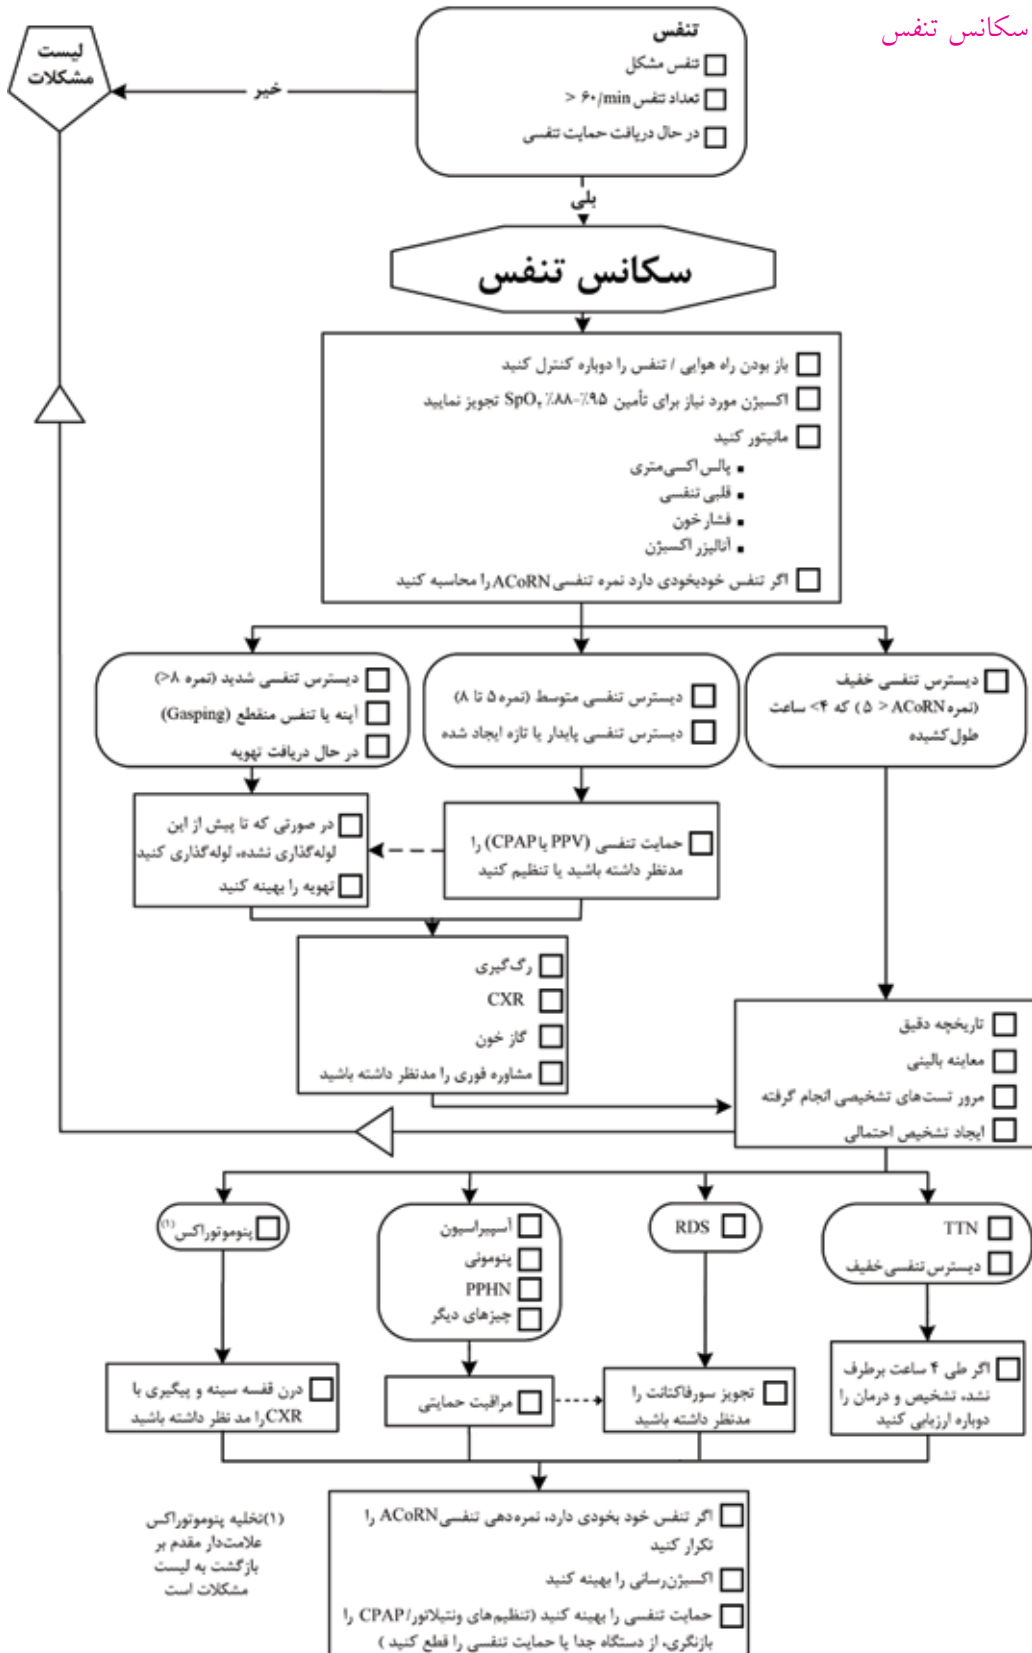 سکانس تنفس
لیست
مشکلات
خیر
تنفس
تنفس مشکل
تعداد تنفس ۶۰/min <
در حال دریافت حمایت تنفسی
بلی
سکانس تنفس
باز بودن راه هوایی / تنفس را دوباره کنترل کنید
اکسیژن مورد نیاز برای تأمین SpO۲ ٪۸۸-٪۹۵ تجویز نمایید
مانیتور کنید
▪ پالس اکسی‌متری
▪ قلبی تنفسی
▪ فشار خون
▪ آنالیزر اکسیژن
اگر تنفس خودبخودی دارد نمره تنفسی ACoRN را محاسبه کنید
دیسترس تنفسی خفیف
(نمره ACoRN > ۵) که ۴> ساعت
طول کشیده
دیسترس تنفسی متوسط (نمره ۵ تا ۸)
دیسترس تنفسی پایدار یا تازه ایجاد شده
دیسترس تنفسی شدید (نمره ۸<)
آپنه یا تنفس منقطع (Gasping)
در حال دریافت تهویه
حمایت تنفسی (PPV یا CPAP) را
مدنظر داشته باشید یا تنظیم کنید
در صورتی که تا پیش از این
لوله‌گذاری نشده، لوله‌گذاری کنید
تهویه را بهینه کنید
رگ‌گیری
CXR
گاز خون
مشاوره فوری را مدنظر داشته باشید
تاریخچه دقیق
معاینه بالینی
مرور تست‌های تشخیصی انجام گرفته
ایجاد تشخیص احتمالی
TTN
دیسترس تنفسی خفیف
RDS
آسپیراسیون
پنومونی
PPHN
چیزهای دیگر
پنوموتوراکس (۱)
اگر طی ۴ ساعت برطرف
نشد، تشخیص و درمان را
دوباره ارزیابی کنید
تجویز سورفاکتانت را
مدنظر داشته باشید
مراقبت حمایتی
درن قفسه سینه و پیگیری با
CXR را مد نظر داشته باشید
اگر تنفس خود بخودی دارد، نمره‌دهی تنفسی ACoRN را
تکرار کنید
اکسیژن‌رسانی را بهینه کنید
حمایت تنفسی را بهینه کنید (تنظیم‌های ونتیلاتور/CPAP را
بازنگری، از دستگاه جدا یا حمایت تنفسی را قطع کنید )
(۱)تخلیه پنوموتوراکس
علامت‌دار مقدم بر
بازگشت به لیست
مشکلات است